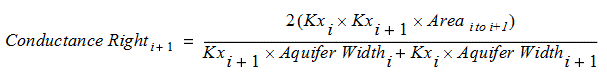 Conductance Right i + 1 = 2 (Kx i × Kx i + 1 × Area i to i+1) / Kx i + 1 × Aquifer Width i + Kx i × Aquifer Width i + 1